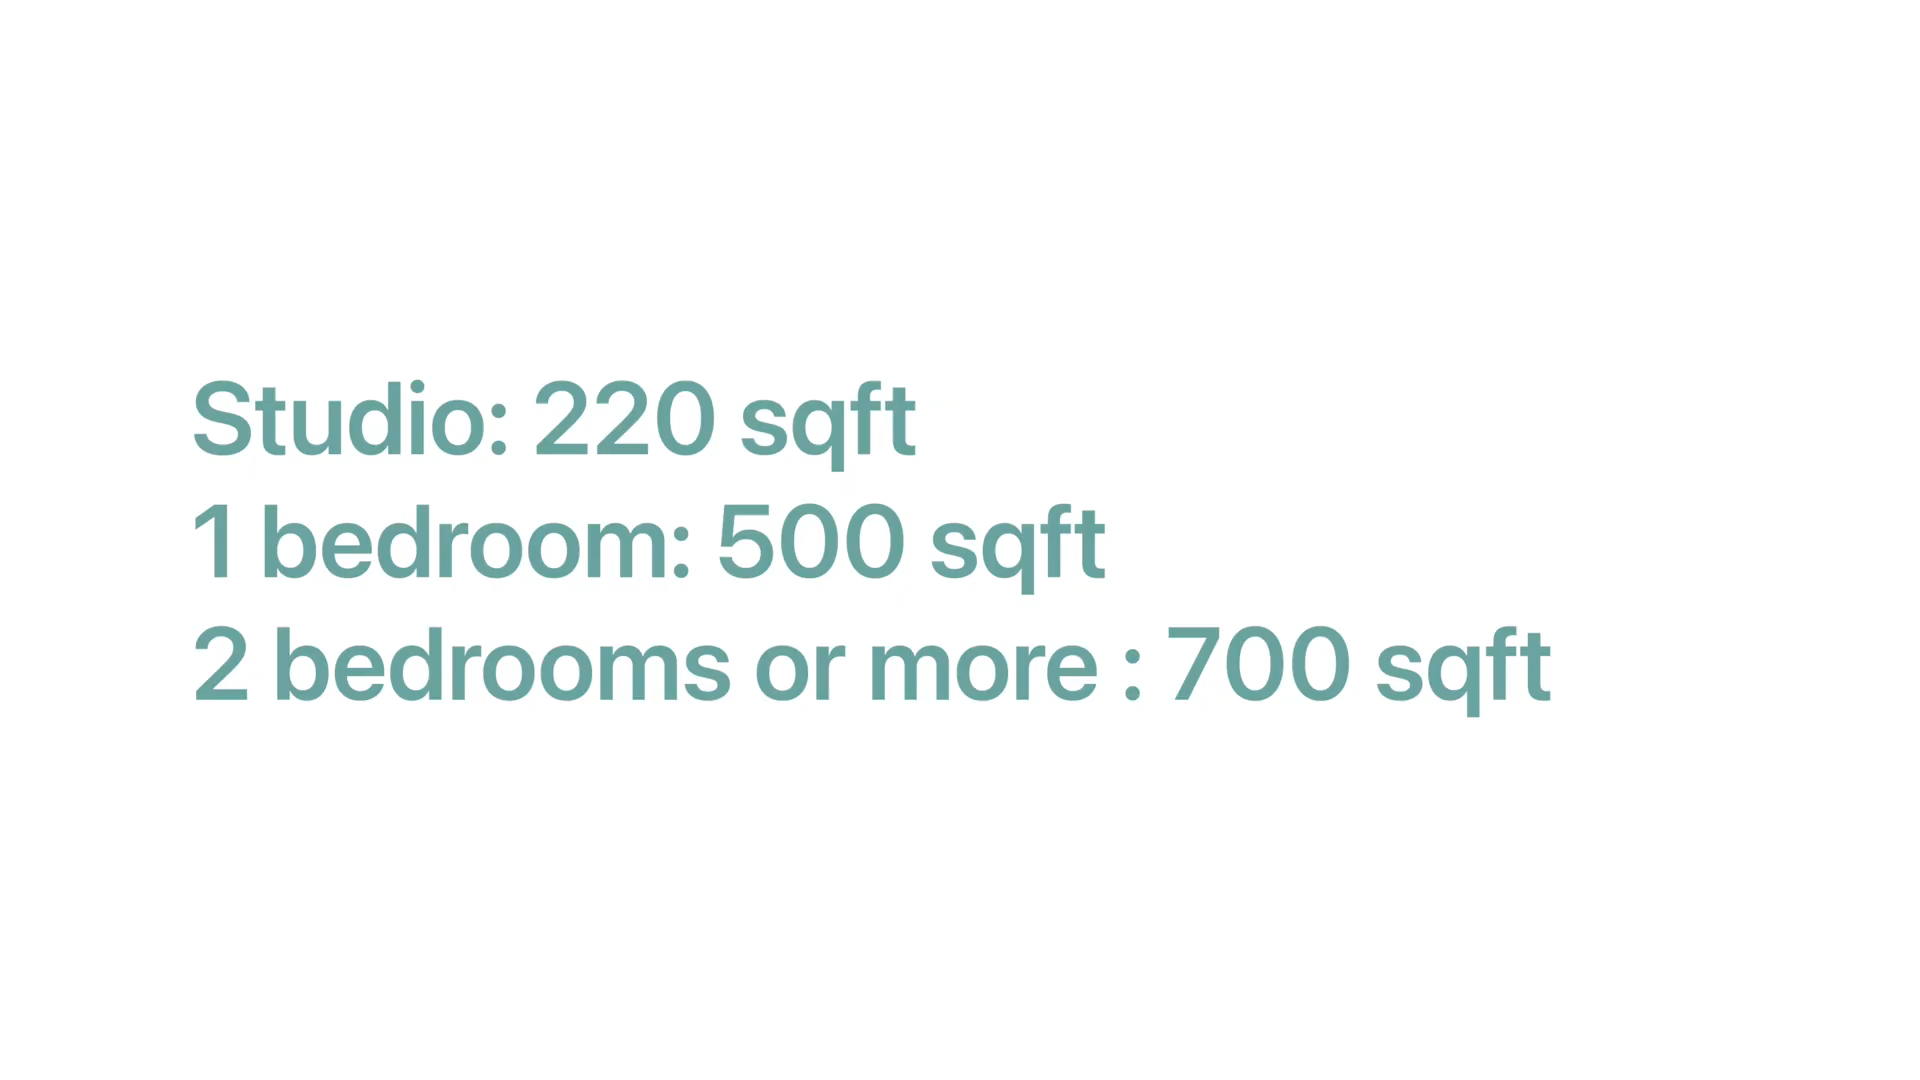 Studio: 220 sqft
1 bedroom: 500 sqft
2 bedrooms or more : 700 sqft